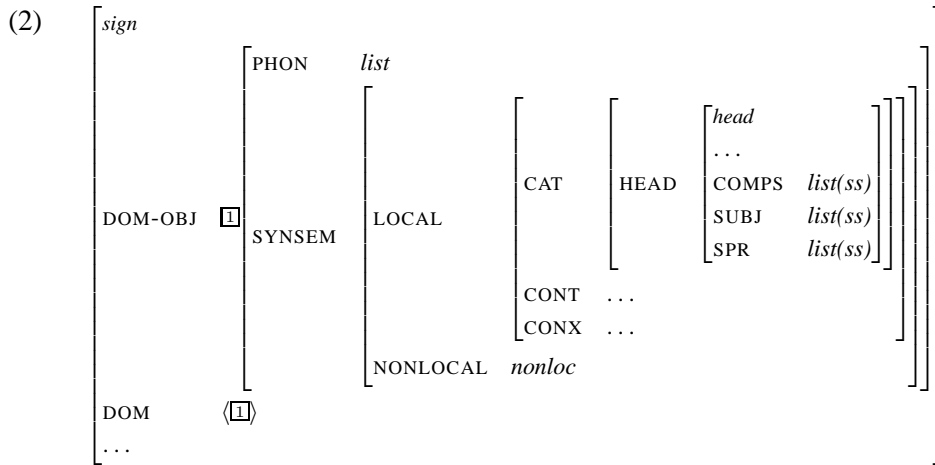 (2)
sign
PHON list
head
. . .
CAT HEAD COMPS list(ss)
DOM-OBJ 1 LOCAL SUBJ list(ss)
SYNSEM SPR list(ss)
CONT . . .
CONX . . .
NONLOCAL nonloc
DOM ⟨1⟩
. . .